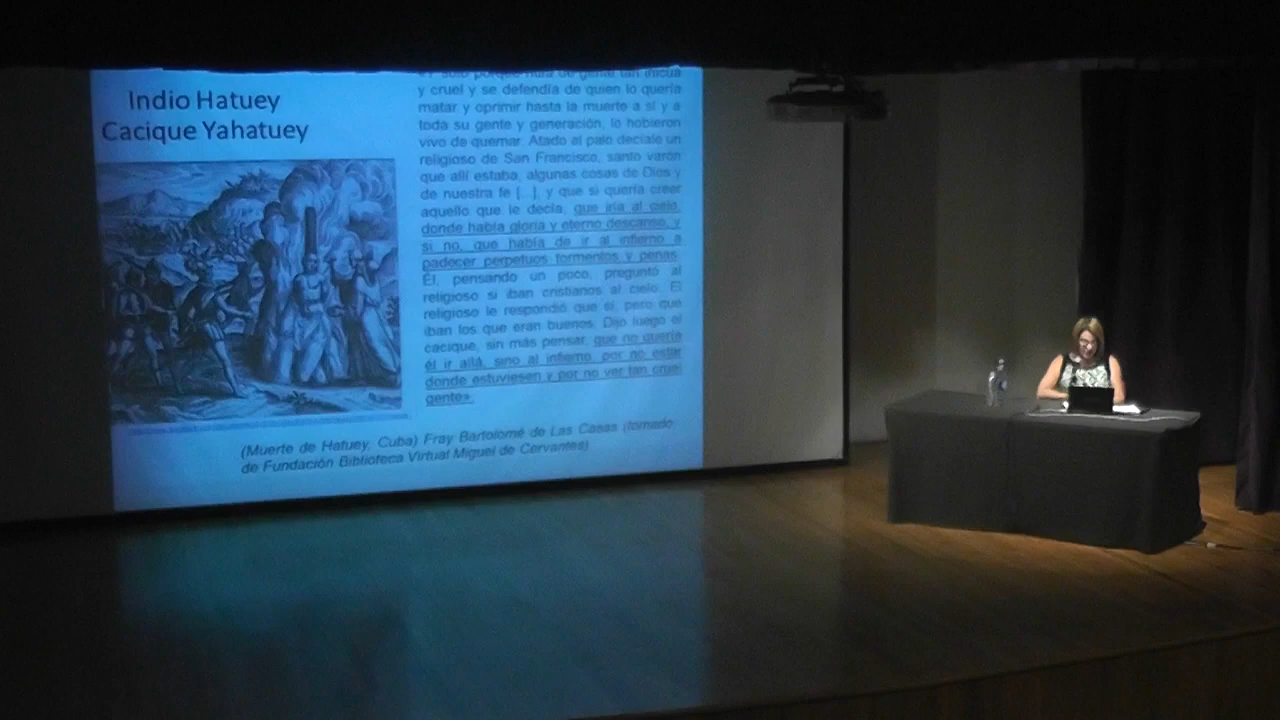 Indio Hatuey
Cacique Yahatuey
y cruel y se defendía de quien lo quería
matar y oprimir hasta la muerte a sí y a
toda su gente y generación, lo hobieron
vivo de quemar. Atado al palo decíale un
religioso de San Francisco, santo varón
que allí estaba, algunas cosas de Dios y
de nuestra fe [...], y que si quería creer
aquello que le decía, que iría al cielo,
donde había gloria y eterno descanso, y
si no, que había de ir al infierno a
padecer perpetuos tormentos y penas.
Él, pensando un poco, preguntó al
religioso si iban cristianos al cielo. El
religioso le respondió que sí, pero que
iban los que eran buenos. Dijo luego el
cacique, sin más pensar, que no quería
él ir allá, sino al infierno, por no estar
donde estuviesen y por no ver tan cruel
gente».
(Muerte de Hatuey, Cuba) Fray Bartolomé de Las Casas (tomado
de Fundación Biblioteca Virtual Miguel de Cervantes)